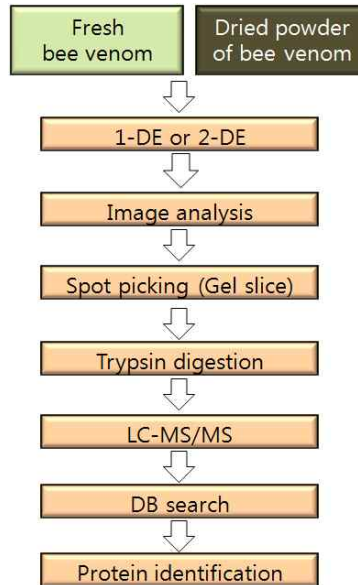 Fresh
bee venom
Dried powder
of bee venom
1-DE or 2-DE
Image analysis
Spot picking (Gel slice)
Trypsin digestion
LC-MS/MS
DB search
Protein identification